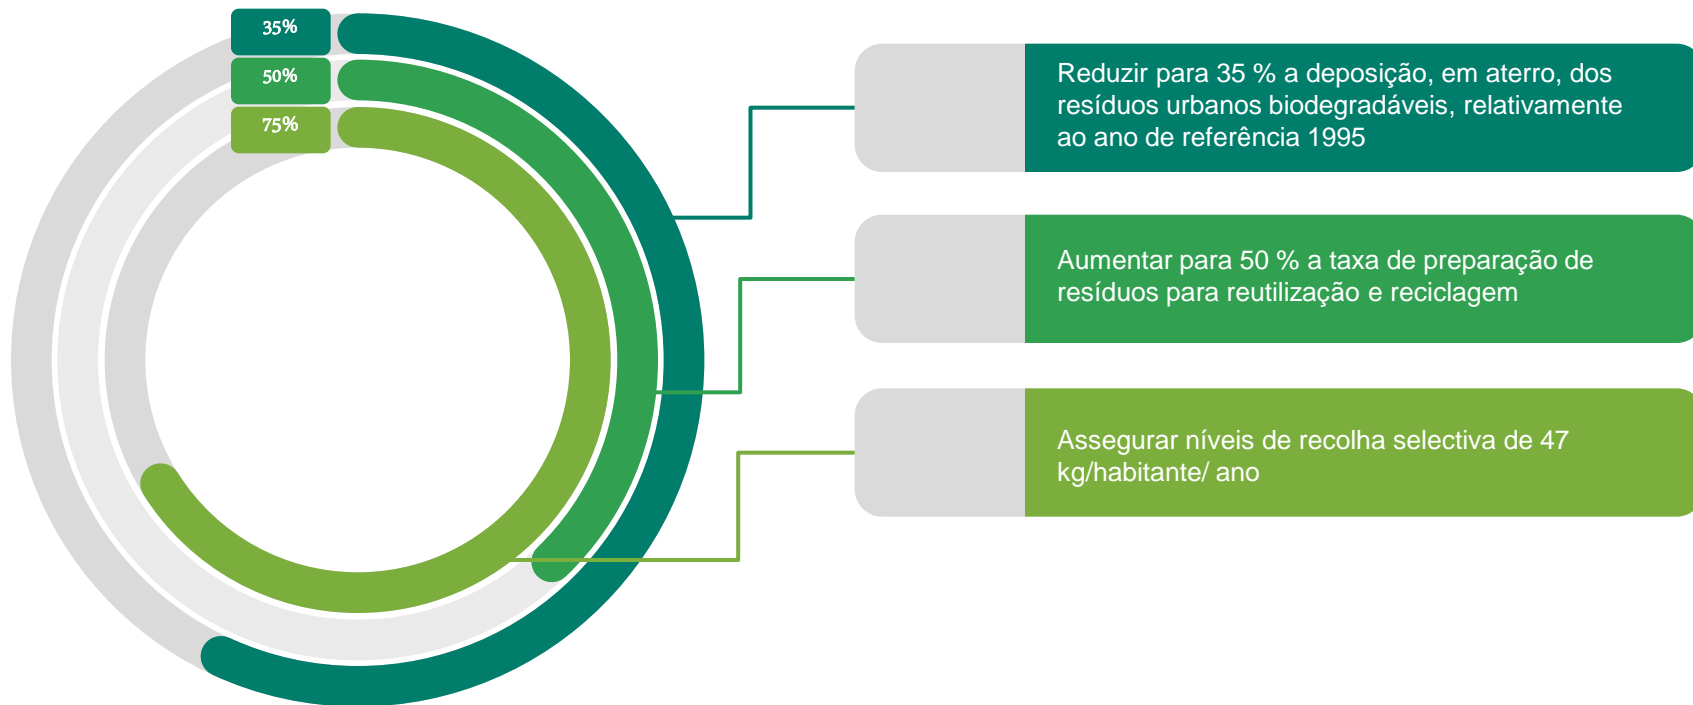 35%
50%
75%
Reduzir para 35 % a deposição, em aterro, dos
resíduos urbanos biodegradáveis, relativamente
ao ano de referência 1995
Aumentar para 50 % a taxa de preparação de
resíduos para reutilização e reciclagem
Assegurar níveis de recolha selectiva de 47
kg/habitante/ ano